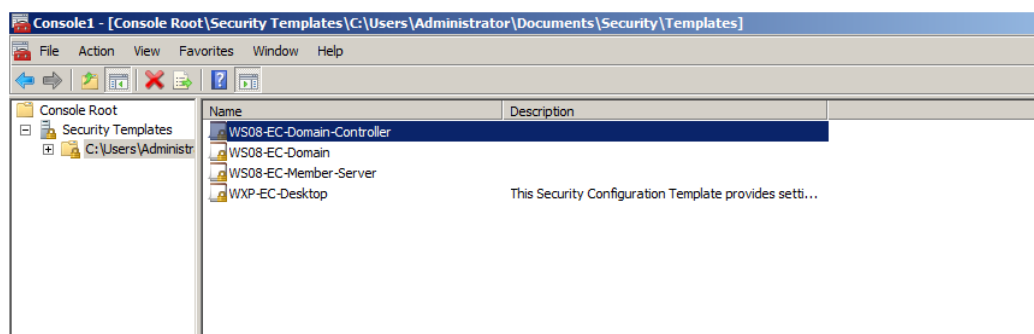 Console1 - [Console Root\Security Templates\C:\Users\Administrator\Documents\Security\Templates]
File Action View Favorites Window Help
Console Root
Security Templates
C:\Users\Administr
Name Description
WS08-EC-Domain-Controller
WS08-EC-Domain
WS08-EC-Member-Server
WXP-EC-Desktop This Security Configuration Template provides setti...